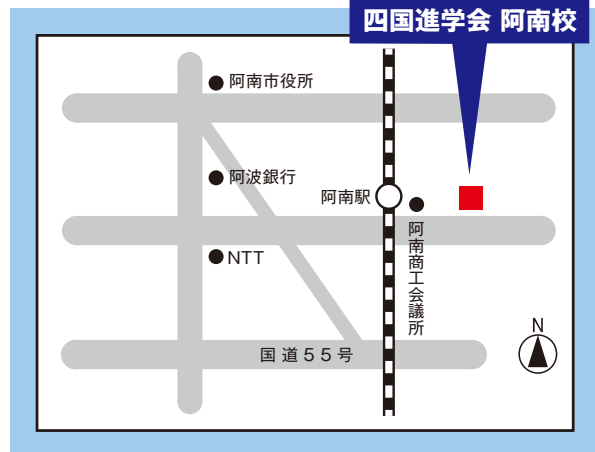 四国進学会 阿南校
阿南市役所
阿波銀行
阿南駅
阿南商工会議所
NTT
国道55号
N